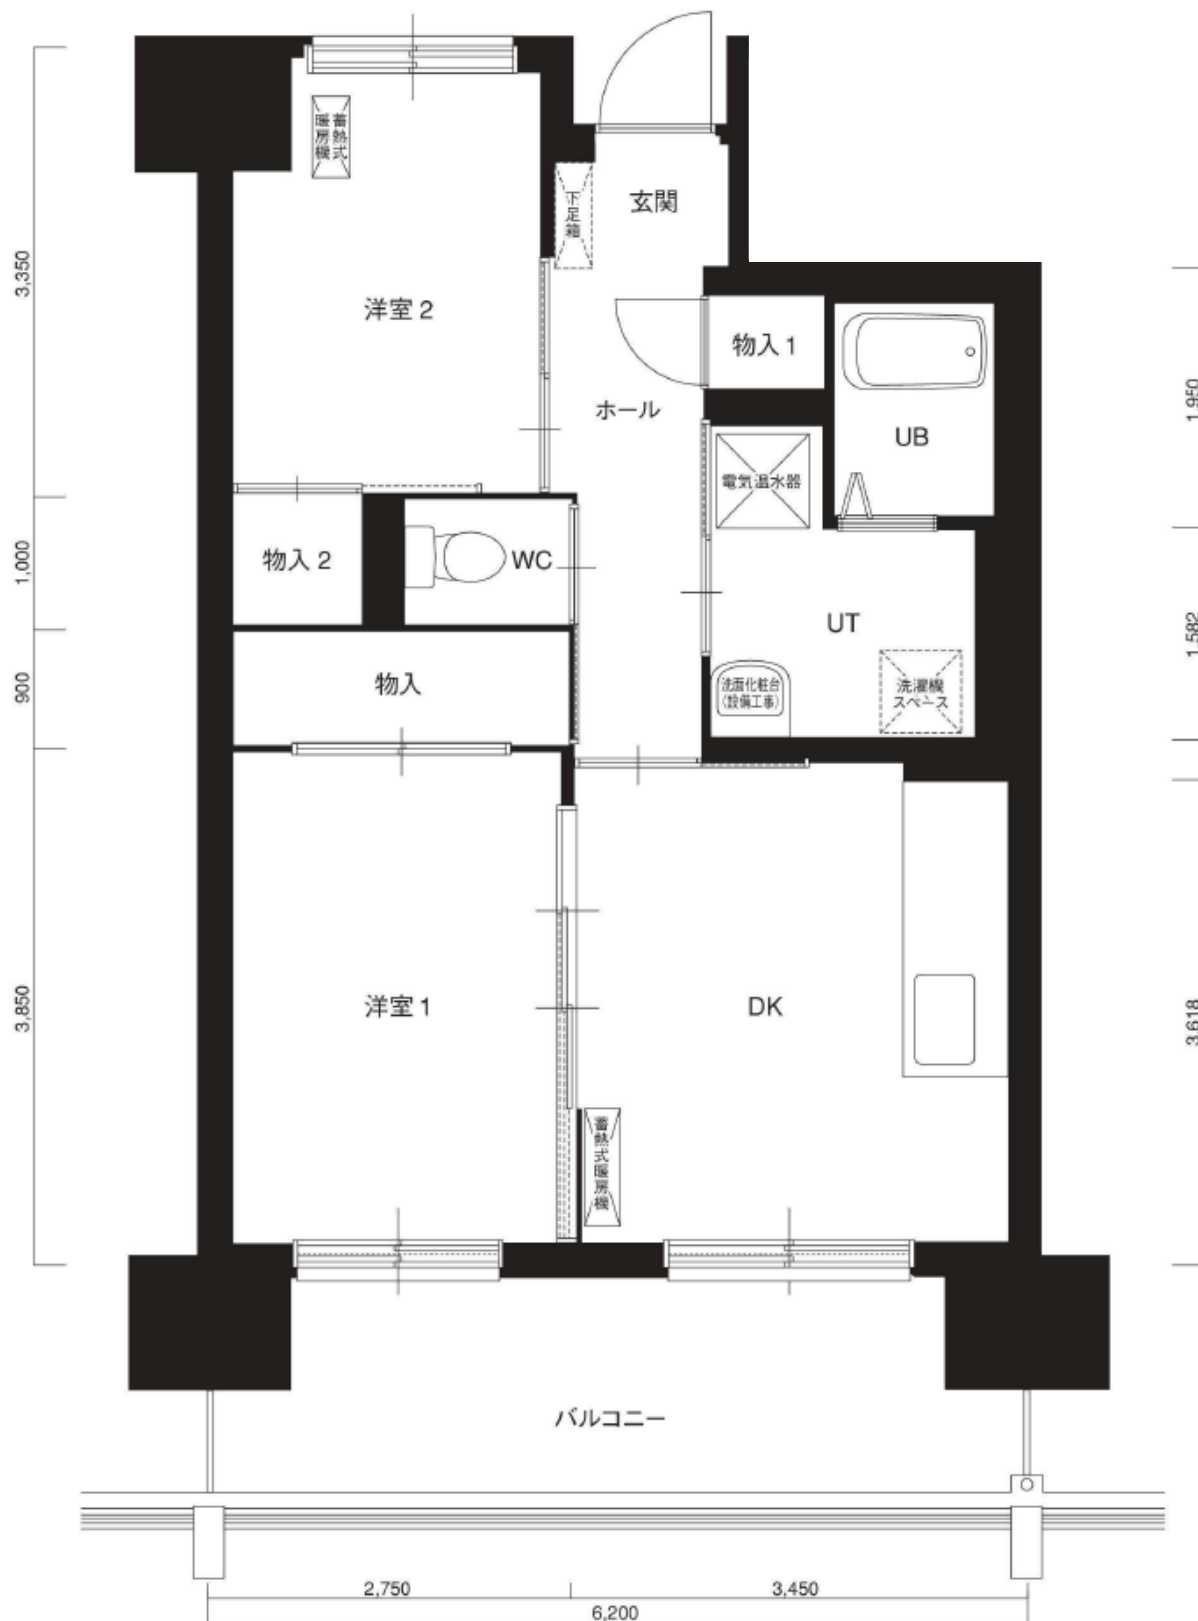 蓄熱式
暖房機
玄関
下足箱
3,350
洋室 2
物入 1
ホール
1,950
UB
電気温水器
物入 2
WC
1,000
UT
1,582
物入
900
洗面化粧台
(設備工事)
洗濯機
スペース
洋室 1
DK
3,850
3,618
蓄熱式暖房機
バルコニー
2,750
3,450
6,200